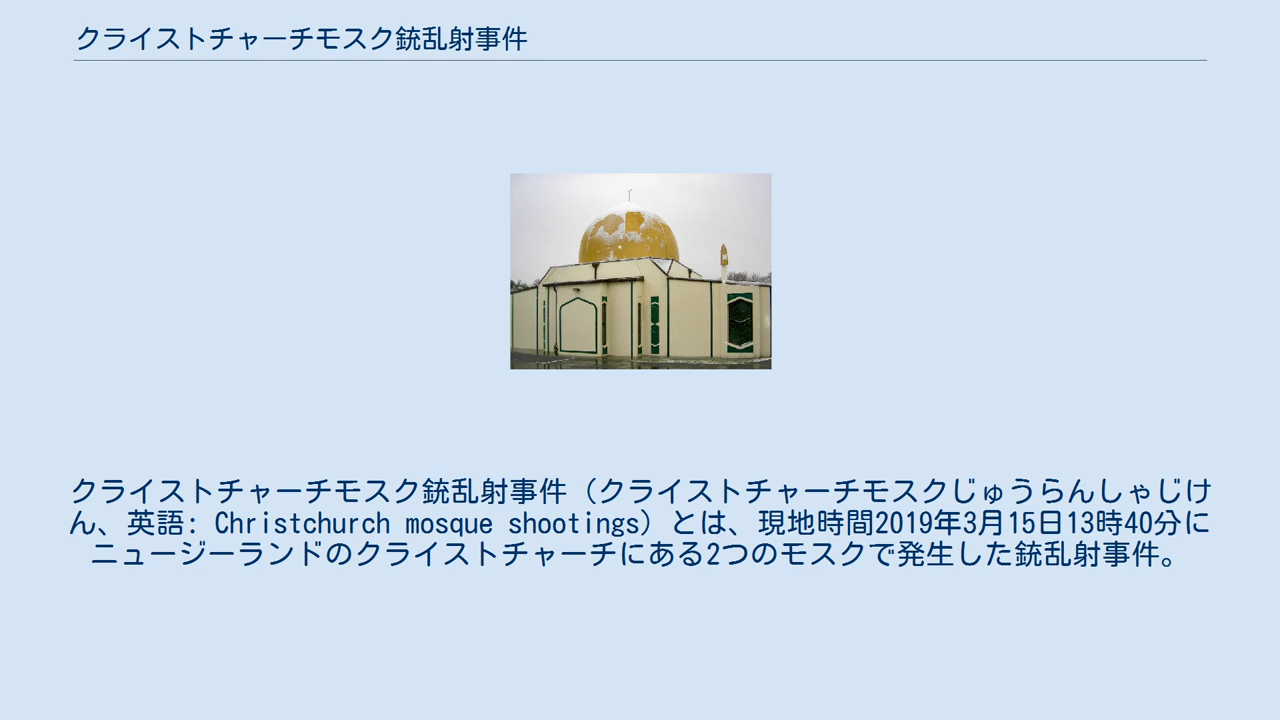 クライストチャーチモスク銃乱射事件
クライストチャーチモスク銃乱射事件（クライストチャーチモスクじゅうらんしゃじけ
ん、英語: Christchurch mosque shootings）とは、現地時間2019年3月15日13時40分に
ニュージーランドのクライストチャーチにある2つのモスクで発生した銃乱射事件。